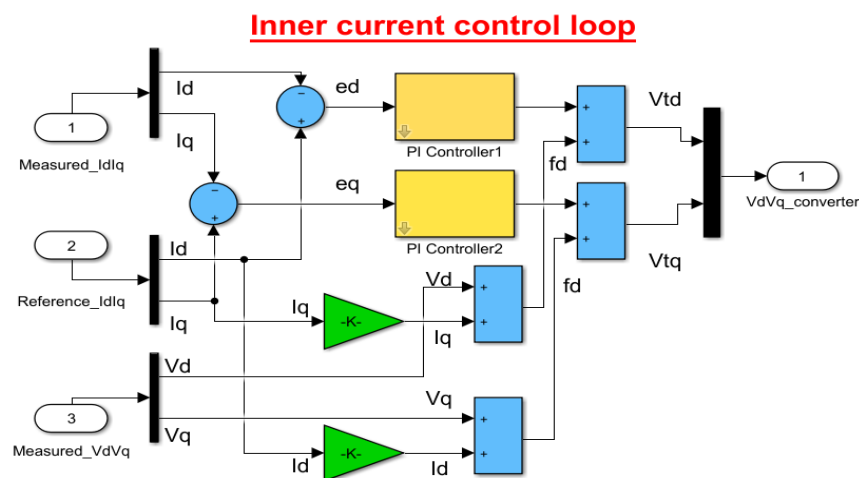 Inner current control loop
Id
ed
+
+
Vtd
1
Measured_IdIq
PI Controller1
Iq
fd
eq
+
+
1
VdVq_converter
2
Reference_IdIq
Id
PI Controller2
Vtq
Vd
fd
Iq
Iq
-K-
+
+
Iq
Vd
3
Measured_VdVq
Vq
Vq
+
+
Id
-K-
Id